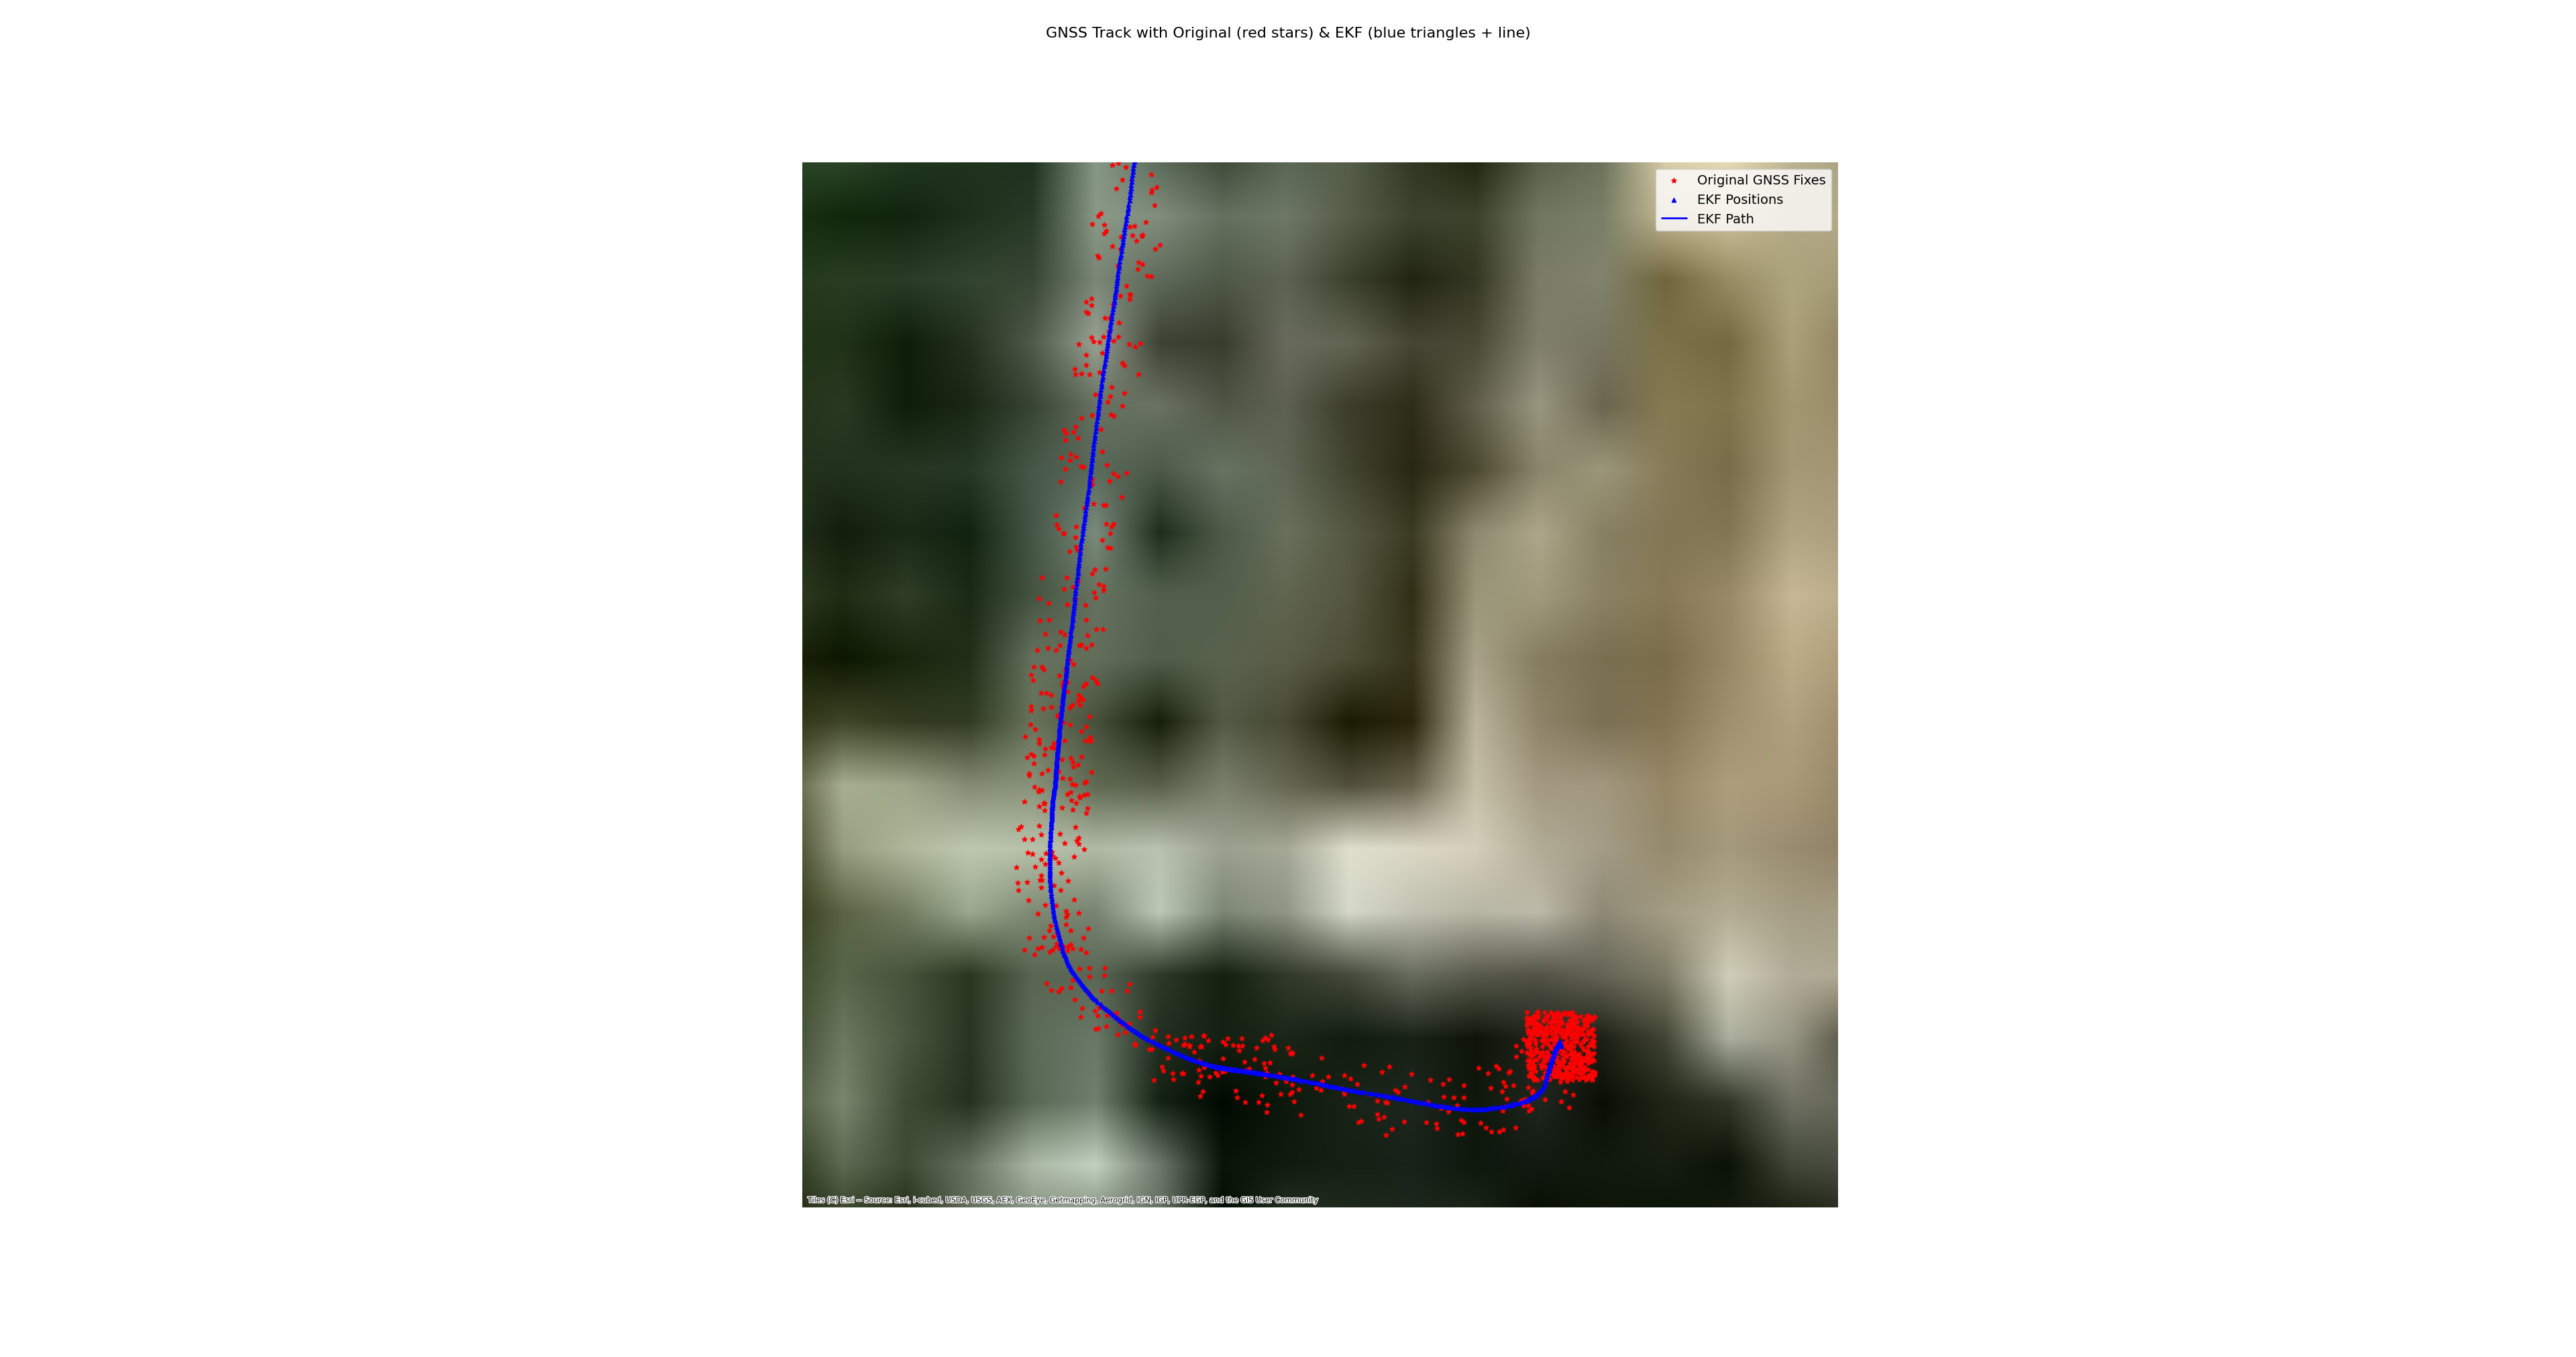 GNSS Track with Original (red stars) & EKF (blue triangles + line)
Original GNSS Fixes
EKF Positions
EKF Path
Tiles (C) Esri -- Source: Esri, i-cubed, USDA, USGS, AEX, GeoEye, Getmapping, Aerogrid, IGN, IGP, UPR-EGP, and the GIS User Community